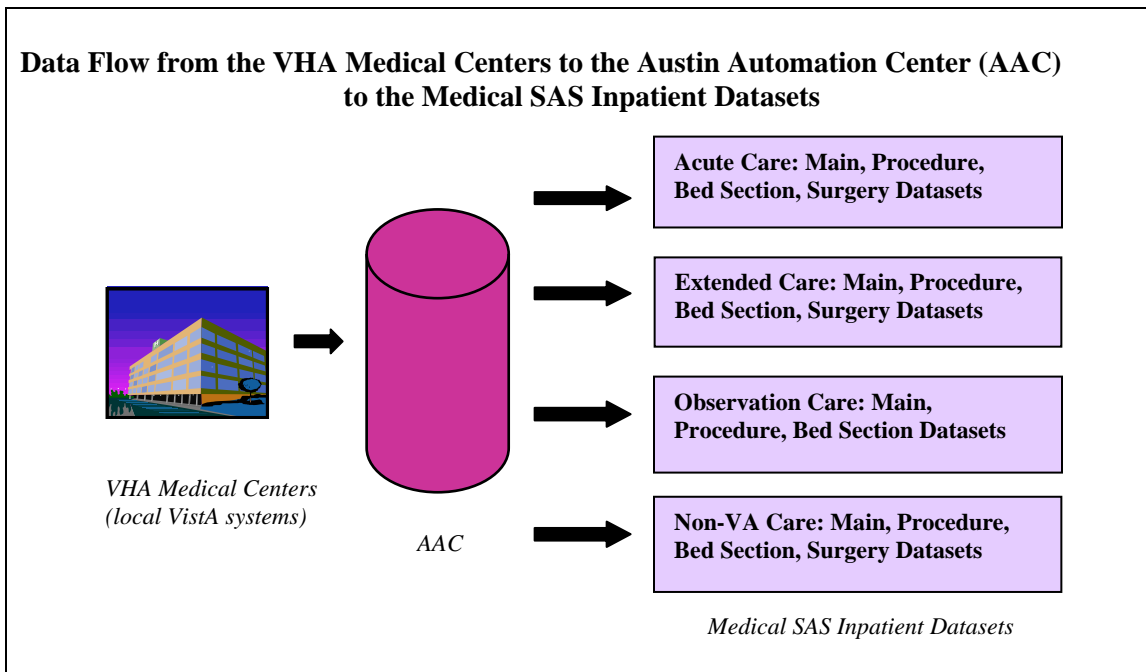 Data Flow from the VHA Medical Centers to the Austin Automation Center (AAC)
to the Medical SAS Inpatient Datasets
Acute Care: Main, Procedure,
Bed Section, Surgery Datasets
Extended Care: Main, Procedure,
Bed Section, Surgery Datasets
Observation Care: Main,
Procedure, Bed Section Datasets
Non-VA Care: Main, Procedure,
Bed Section, Surgery Datasets
VHA Medical Centers
(local VistA systems)
AAC
Medical SAS Inpatient Datasets